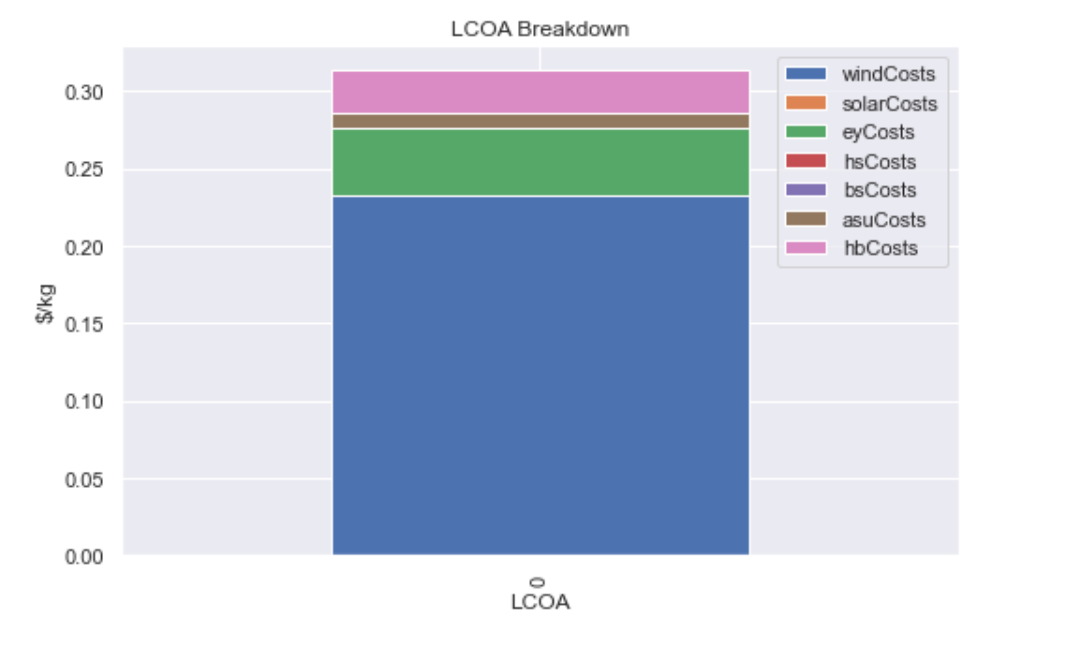 LCOA Breakdown
0.30
0.25
0.20
0.15
0.10
0.05
0.00
$/kg
windCosts
solarCosts
eyCosts
hsCosts
bsCosts
asuCosts
hbCosts
0
LCOA